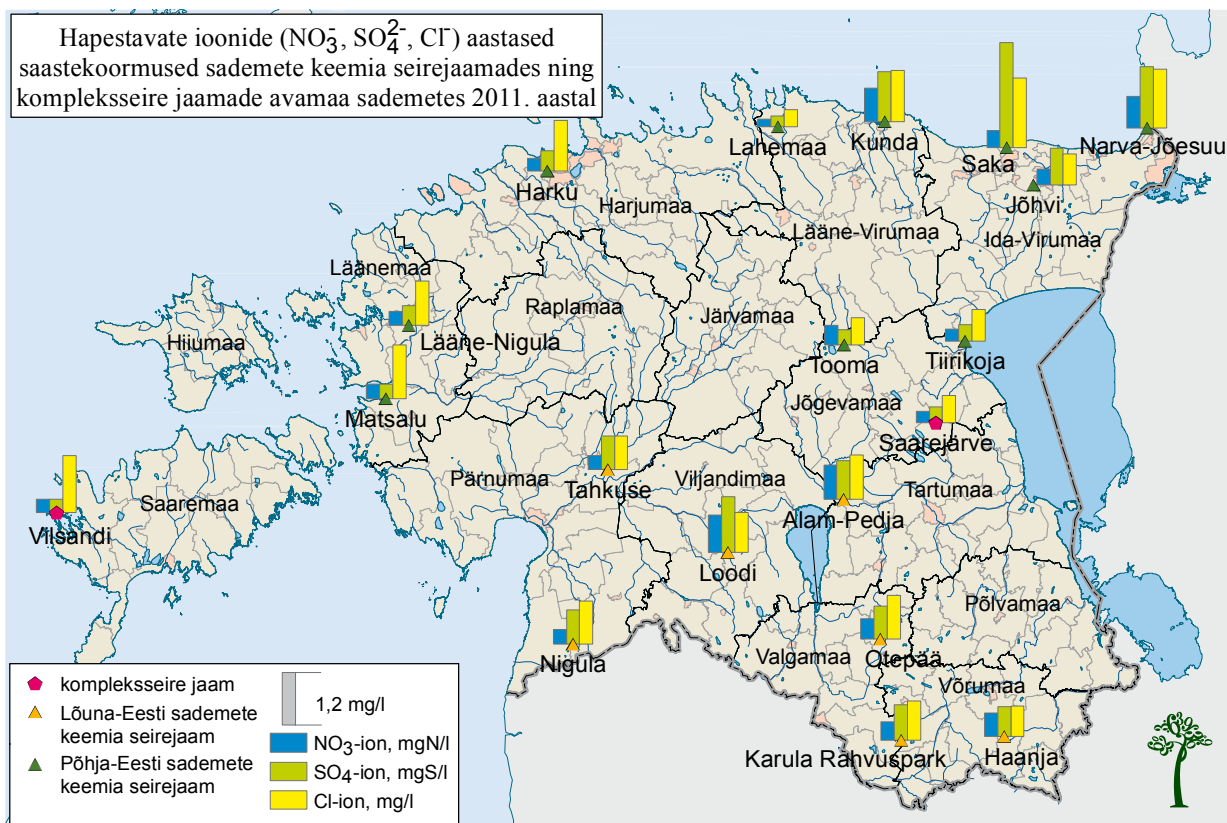 Hapestavate ioonide (NO₃⁻, SO₄²⁻, Cl⁻) aastased
saastekoormused sademete keemia seirejaamades ning
kompleksseire jaamade avamaa sademetes 2011. aastal
Lahemaa
Kunda
Saka
Narva-Jõesuu
Harku
Harjumaa
Jõhvi
Lääne-Virumaa
Ida-Virumaa
Läänemaa
Raplamaa
Järvamaa
Hiiumaa
Lääne-Nigula
Tooma
Tiirikoja
Jõgevamaa
Matsalu
Saarejärve
Pärnumaa
Tahkuse
Viljandimaa
Tartumaa
Saaremaa
Alam-Pedja
Vilsandi
Loodi
Põlvamaa
Nigula
Valgamaa
Otepää
Võrumaa
Karula Rahvuspark
Haanja
kompleksseire jaam
Lõuna-Eesti sademete
keemia seirejaam
Põhja-Eesti sademete
keemia seirejaam
1,2 mg/l
NO₃-ion, mgN/l
SO₄-ion, mgS/l
Cl-ion, mg/l